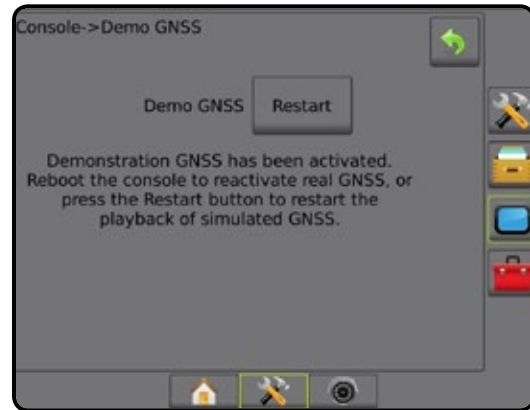 Console->Demo GNSS
Demo GNSS Restart
Demonstration GNSS has been activated.
Reboot the console to reactivate real GNSS, or
press the Restart button to restart the
playback of simulated GNSS.